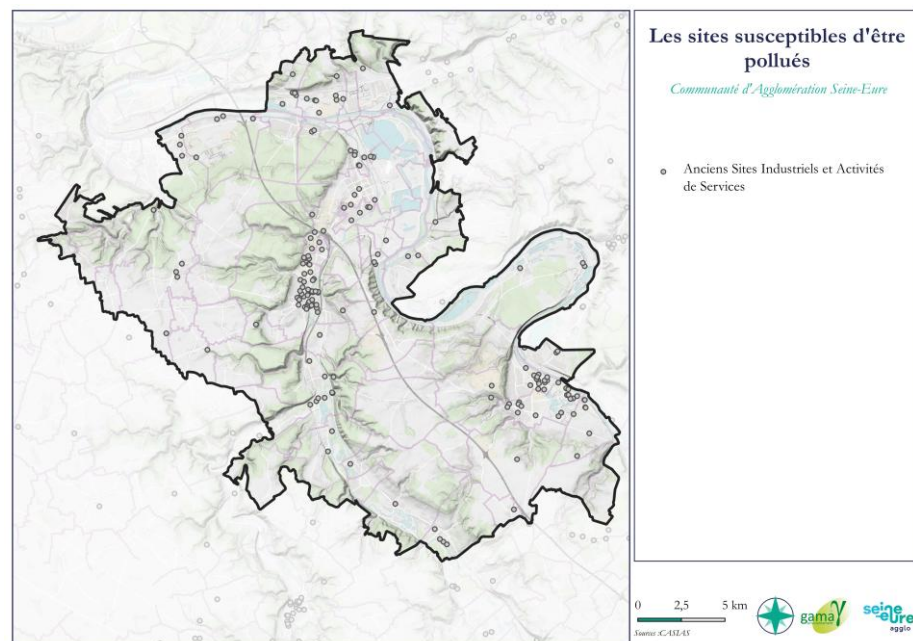 Les sites susceptibles d'être
pollués
Communauté d'Agglomération Seine-Eure
Anciens Sites Industriels et Activités
de Services
0 2,5 5 km
Source :CASIAS
gama
seine
eure
agglo